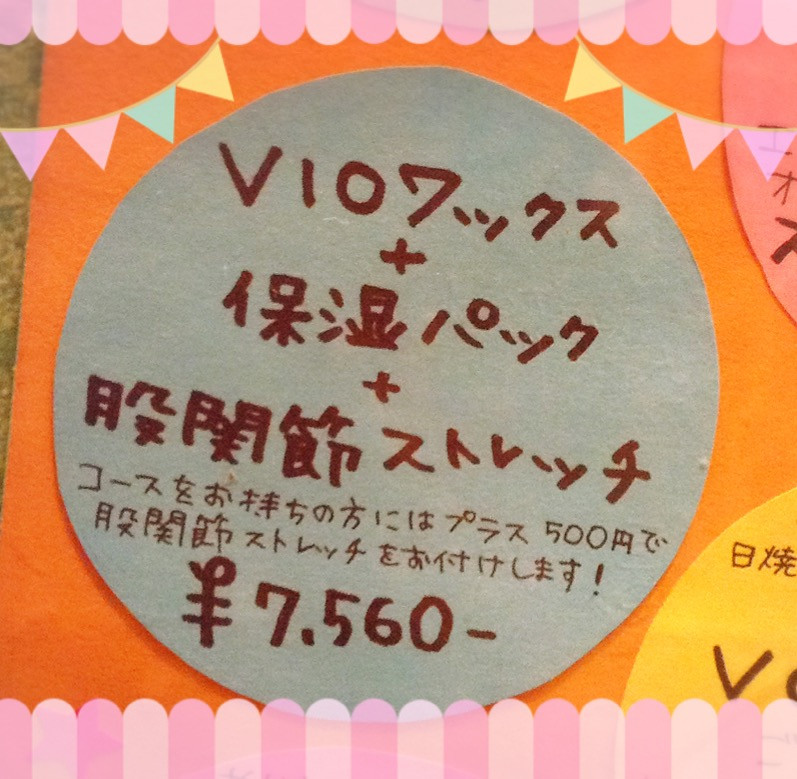 VIOワックス
+
保湿パック
+
股関節ストレッチ
コースをお持ちの方にはプラス500円で
股関節ストレッチをお付けします!
¥7.560-
日焼
V